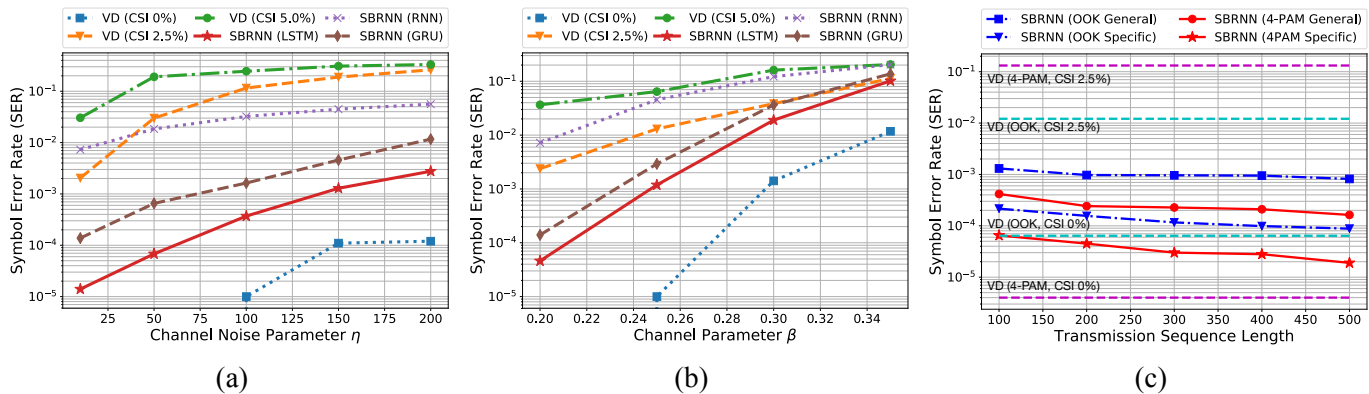 VD (CSI 0%)
VD (CSI 2.5%)
VD (CSI 5.0%)
SBRNN (LSTM)
SBRNN (RNN)
SBRNN (GRU)
Symbol Error Rate (SER)
10⁻¹
10⁻²
10⁻³
10⁻⁴
10⁻⁵
25 50 75 100 125 150 175 200
Channel Noise Parameter η
(a)
VD (CSI 0%)
VD (CSI 2.5%)
VD (CSI 5.0%)
SBRNN (LSTM)
SBRNN (RNN)
SBRNN (GRU)
Symbol Error Rate (SER)
10⁻¹
10⁻²
10⁻³
10⁻⁴
10⁻⁵
0.20 0.22 0.24 0.26 0.28 0.30 0.32 0.34
Channel Parameter β
(b)
SBRNN (OOK General)
SBRNN (OOK Specific)
SBRNN (4-PAM General)
SBRNN (4PAM Specific)
Symbol Error Rate (SER)
10⁻¹
10⁻²
10⁻³
10⁻⁴
10⁻⁵
VD (4-PAM, CSI 2.5%)
VD (OOK, CSI 2.5%)
VD (OOK, CSI 0%)
VD (4-PAM, CSI 0%)
100 150 200 250 300 350 400 450 500
Transmission Sequence Length
(c)